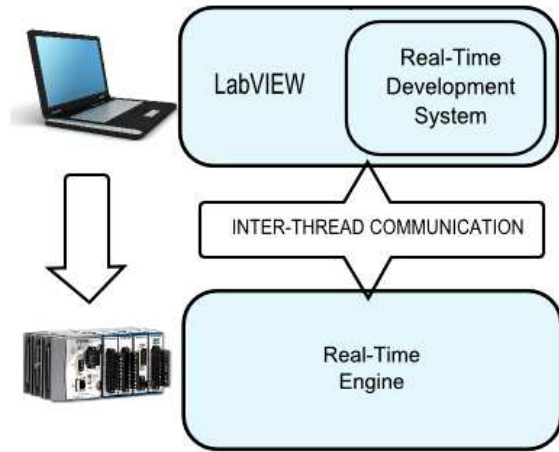 LabVIEW
Real-Time
Development
System
INTER-THREAD COMMUNICATION
Real-Time
Engine